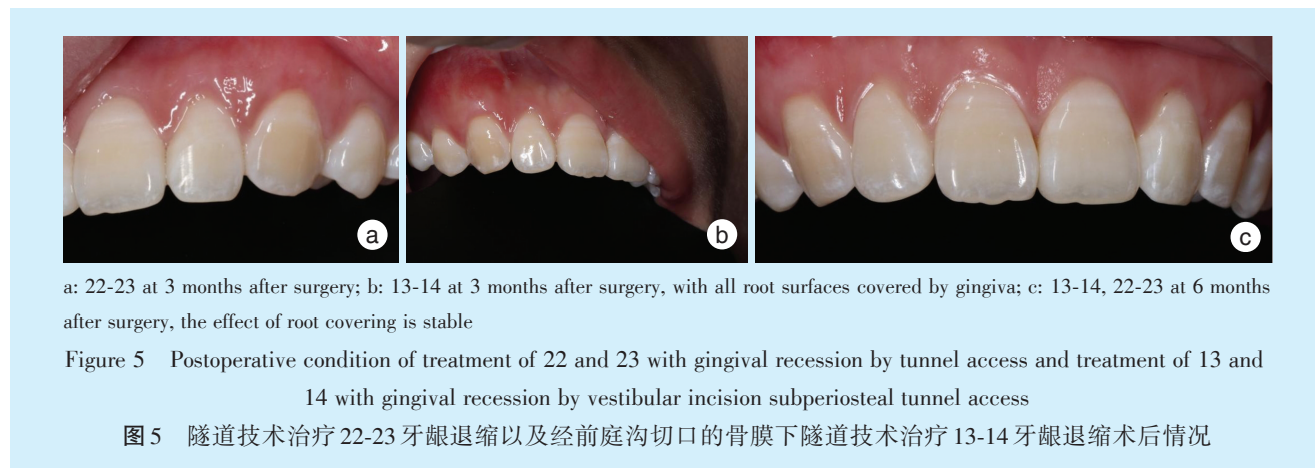 a
b
c
a: 22-23 at 3 months after surgery; b: 13-14 at 3 months after surgery, with all root surfaces covered by gingiva; c: 13-14, 22-23 at 6 months
after surgery, the effect of root covering is stable
Figure 5 Postoperative condition of treatment of 22 and 23 with gingival recession by tunnel access and treatment of 13 and
14 with gingival recession by vestibular incision subperiosteal tunnel access
图5 隧道技术治疗22-23牙龈退缩以及经前庭沟切口的骨膜下隧道技术治疗13-14牙龈退缩术后情况